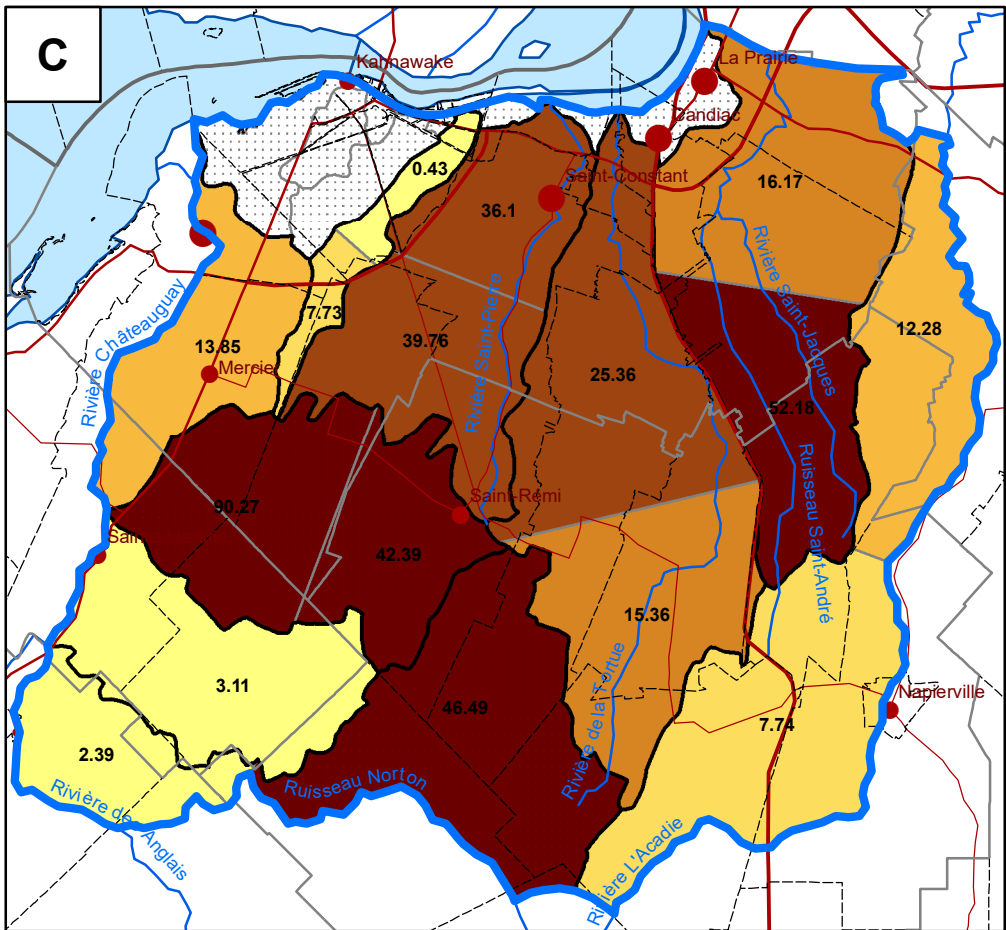 C
Kahnawake
La Prairie
Candiac
0.43
Saint-Constant
16.17
36.1
Rivière Saint-Jacques
Rivière Châteauguay
7.73
12.28
13.85
39.76
Rivière Saint-Pierre
Mercier
25.36
52.18
90.27
Saint-Rémi
Ruisseau Saint-André
42.39
15.36
3.11
46.49
Rivière de la Tortue
Napierville
7.74
2.39
Ruisseau Norton
Rivière des Anglais
Rivière L'Acadie